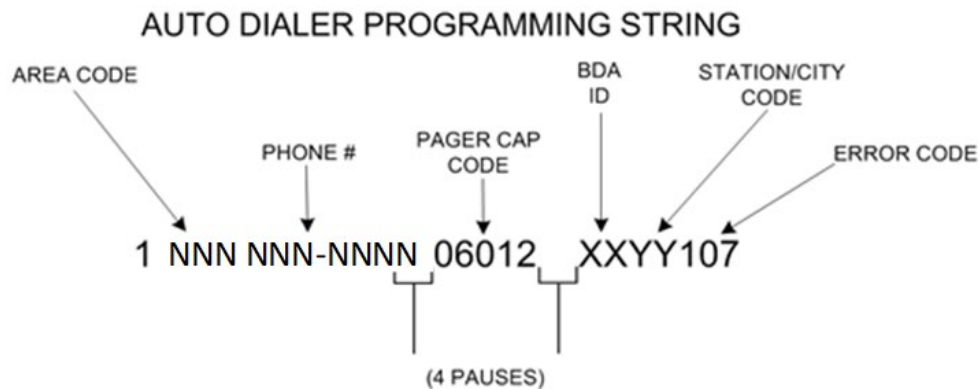 AUTO DIALER PROGRAMMING STRING
AREA CODE
BDA
ID
STATION/CITY
CODE
PHONE #
PAGER CAP
CODE
ERROR CODE
1 NNN NNN-NNNN 06012 XXYY107
(4 PAUSES)